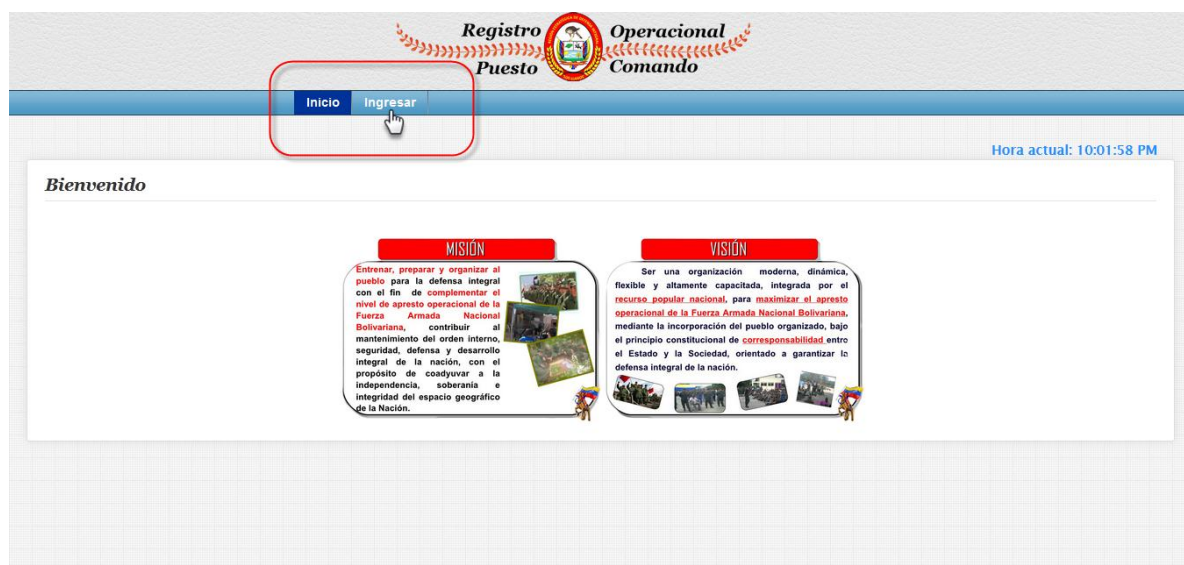 Registro Operacional
Puesto Comando
Inicio Ingresar
Hora actual: 10:01:58 PM
Bienvenido
MISIÓN
Entrenar, preparar y organizar al
pueblo para la defensa integral
con el fin de complementar el
nivel de apresto operacional de la
Fuerza Armada Nacional
Bolivariana, contribuir al
mantenimiento del orden interno,
seguridad, defensa y desarrollo
integral de la nación, con el
propósito de coadyuvar a la
independencia, soberanía e
integridad del espacio geográfico
de la Nación.
VISIÓN
Ser una organización moderna, dinámica,
flexible y altamente capacitada, integrada por el
recurso popular nacional, para maximizar el apresto
operacional de la Fuerza Armada Nacional Bolivariana,
mediante la incorporación del pueblo organizado, bajo
el principio constitucional de corresponsabilidad entre
el Estado y la Sociedad, orientado a garantizar la
defensa integral de la nación.